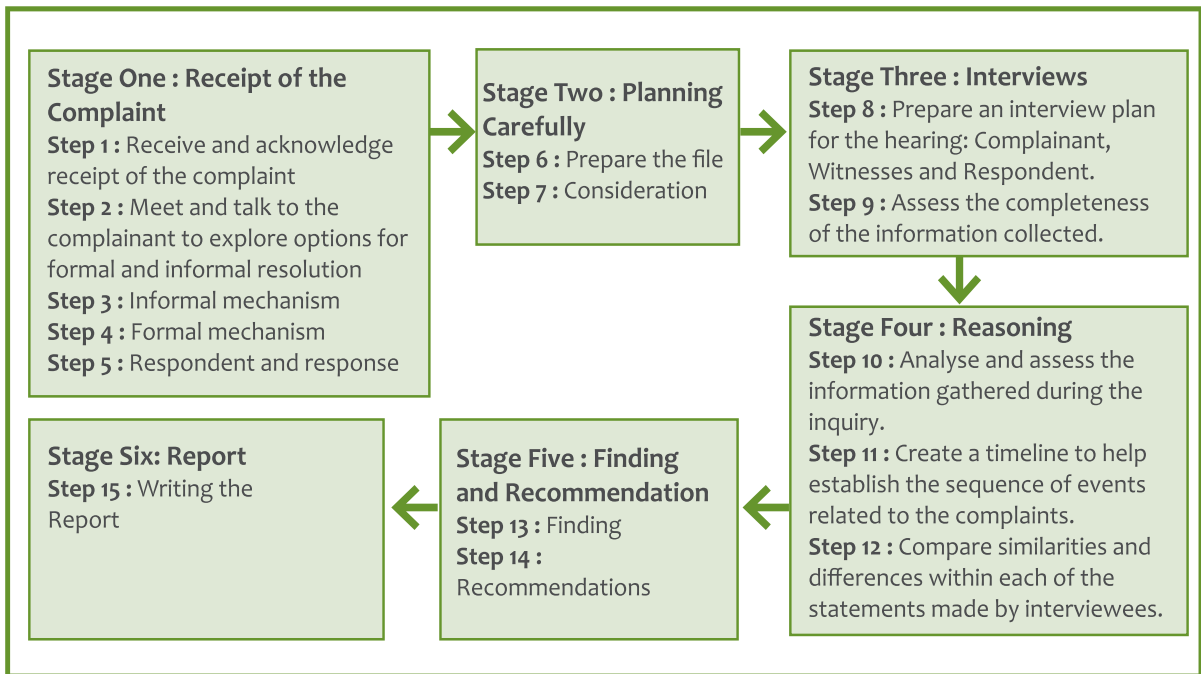 Stage One : Receipt of the
Complaint
Step 1 : Receive and acknowledge
receipt of the complaint
Step 2 : Meet and talk to the
complainant to explore options for
formal and informal resolution
Step 3 : Informal mechanism
Step 4 : Formal mechanism
Step 5 : Respondent and response
Stage Two : Planning
Carefully
Step 6 : Prepare the file
Step 7 : Consideration
Stage Three : Interviews
Step 8 : Prepare an interview plan
for the hearing: Complainant,
Witnesses and Respondent.
Step 9 : Assess the completeness
of the information collected.
Stage Four : Reasoning
Step 10 : Analyse and assess the
information gathered during the
inquiry.
Step 11 : Create a timeline to help
establish the sequence of events
related to the complaints.
Step 12 : Compare similarities and
differences within each of the
statements made by interviewees.
Stage Five : Finding
and Recommendation
Step 13 : Finding
Step 14 :
Recommendations
Stage Six: Report
Step 15 : Writing the
Report